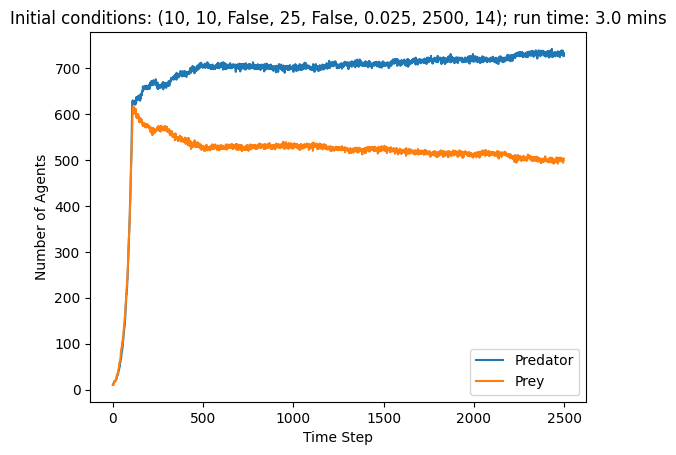 Initial conditions: (10, 10, False, 25, False, 0.025, 2500, 14); run time: 3.0 mins
700
600
500
400
300
200
100
0
Number of Agents
Predator
Prey
0 500 1000 1500 2000 2500
Time Step